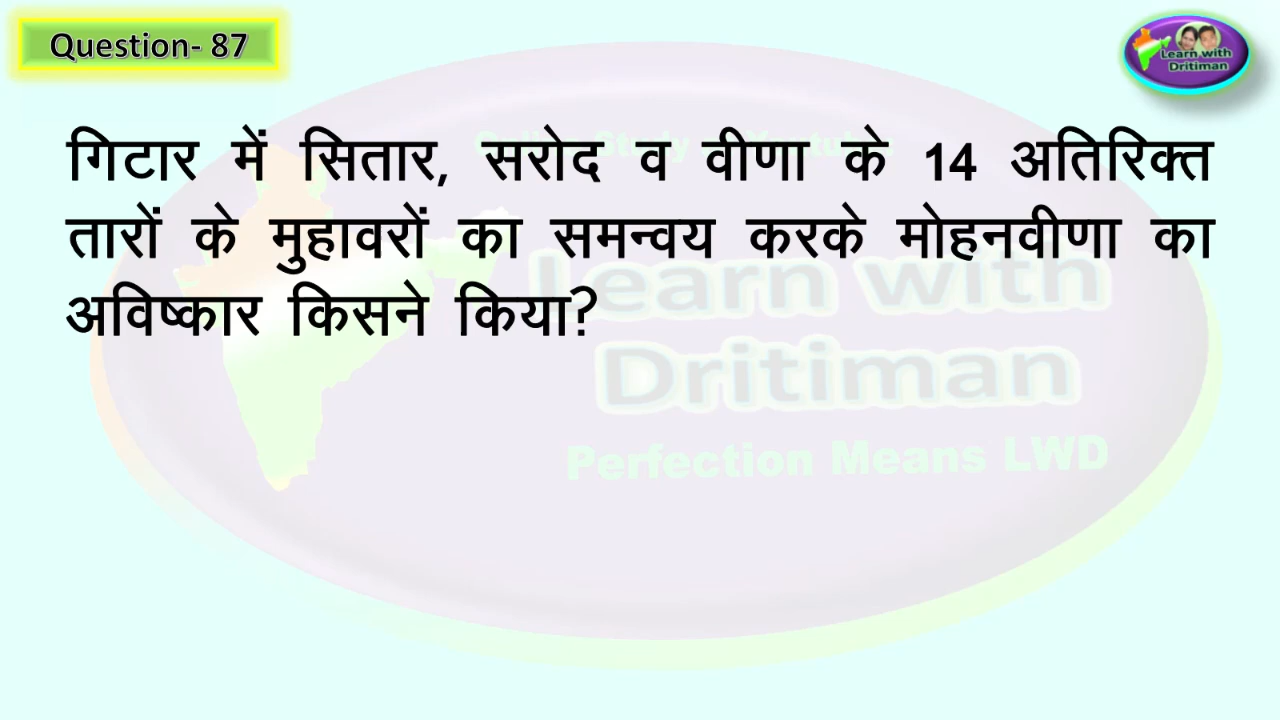 Question- 87
Learn with
Dritiman
गिटार में सितार, सरोद व वीणा के 14 अतिरिक्त
तारों के मुहावरों का समन्वय करके मोहनवीणा का
अविष्कार किसने किया?
Learn with
Dritiman
Perfection Means LWD